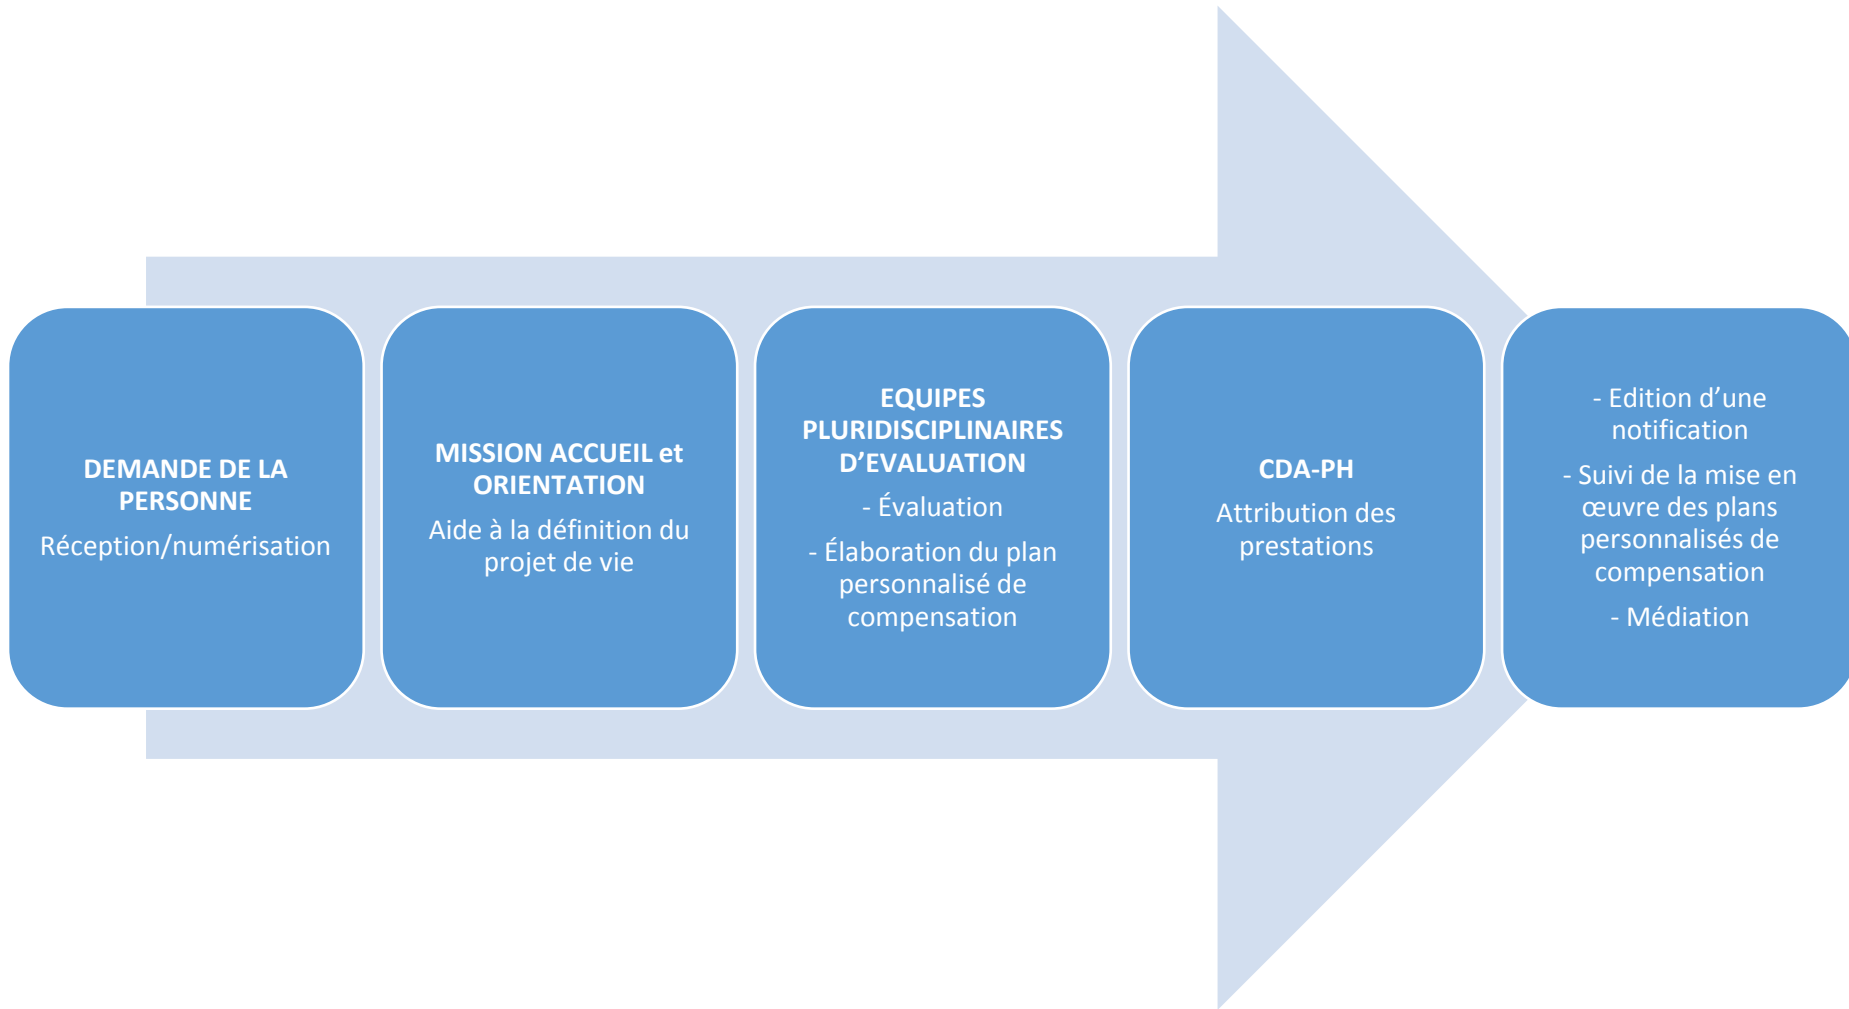 DEMANDE DE LA
PERSONNE
Réception/numérisation
MISSION ACCUEIL et
ORIENTATION
Aide à la définition du
projet de vie
EQUIPES
PLURIDISCIPLINAIRES
D’EVALUATION
- Évaluation
- Élaboration du plan
personnalisé de
compensation
CDA-PH
Attribution des
prestations
- Edition d’une
notification
- Suivi de la mise en
œuvre des plans
personnalisés de
compensation
- Médiation